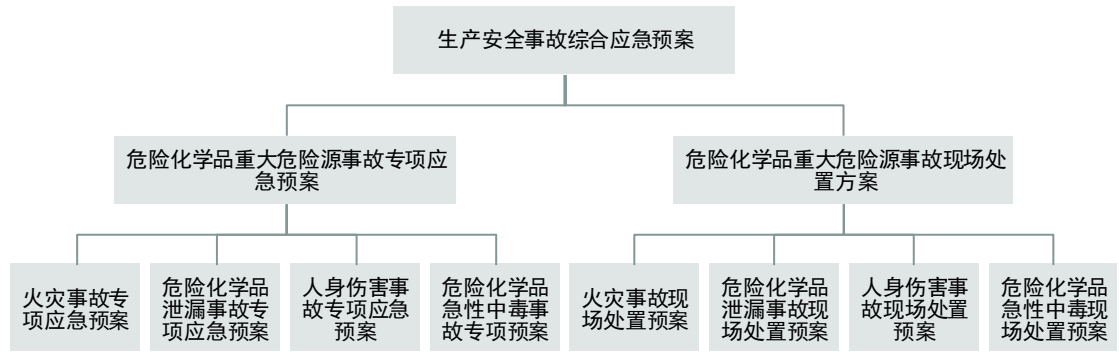 生产安全事故综合应急预案
危险化学品重大危险源事故专项应
急预案
危险化学品重大危险源事故现场处
置方案
火灾事故专
项应急预案
危险化学品
泄漏事故专
项应急预案
人身伤害事
故专项应急
预案
危险化学品
急性中毒事
故专项预案
火灾事故现
场处置预案
危险化学品
泄漏事故现
场处置预案
人身伤害事
故现场处置
预案
危险化学品
急性中毒现
场处置预案